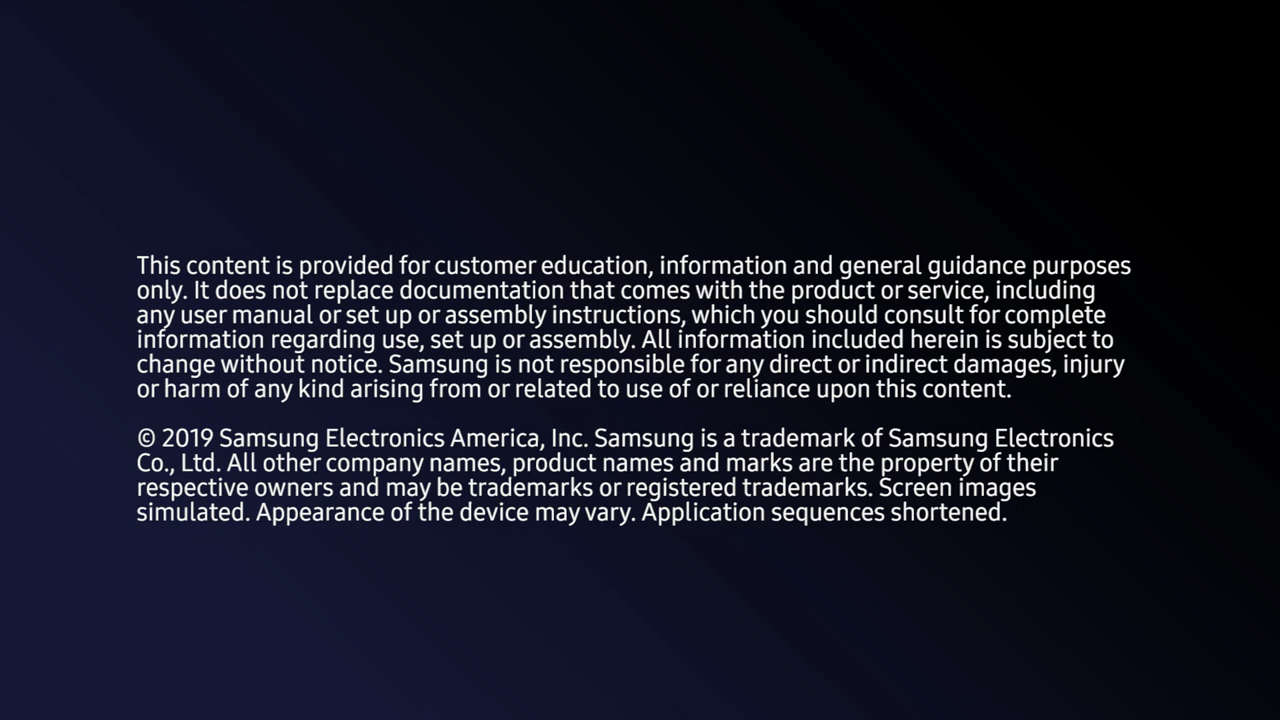 This content is provided for customer education, information and general guidance purposes
only. It does not replace documentation that comes with the product or service, including
any user manual or set up or assembly instructions, which you should consult for complete
information regarding use, set up or assembly. All information included herein is subject to
change without notice. Samsung is not responsible for any direct or indirect damages, injury
or harm of any kind arising from or related to use of or reliance upon this content.
© 2019 Samsung Electronics America, Inc. Samsung is a trademark of Samsung Electronics
Co., Ltd. All other company names, product names and marks are the property of their
respective owners and may be trademarks or registered trademarks. Screen images
simulated. Appearance of the device may vary. Application sequences shortened.